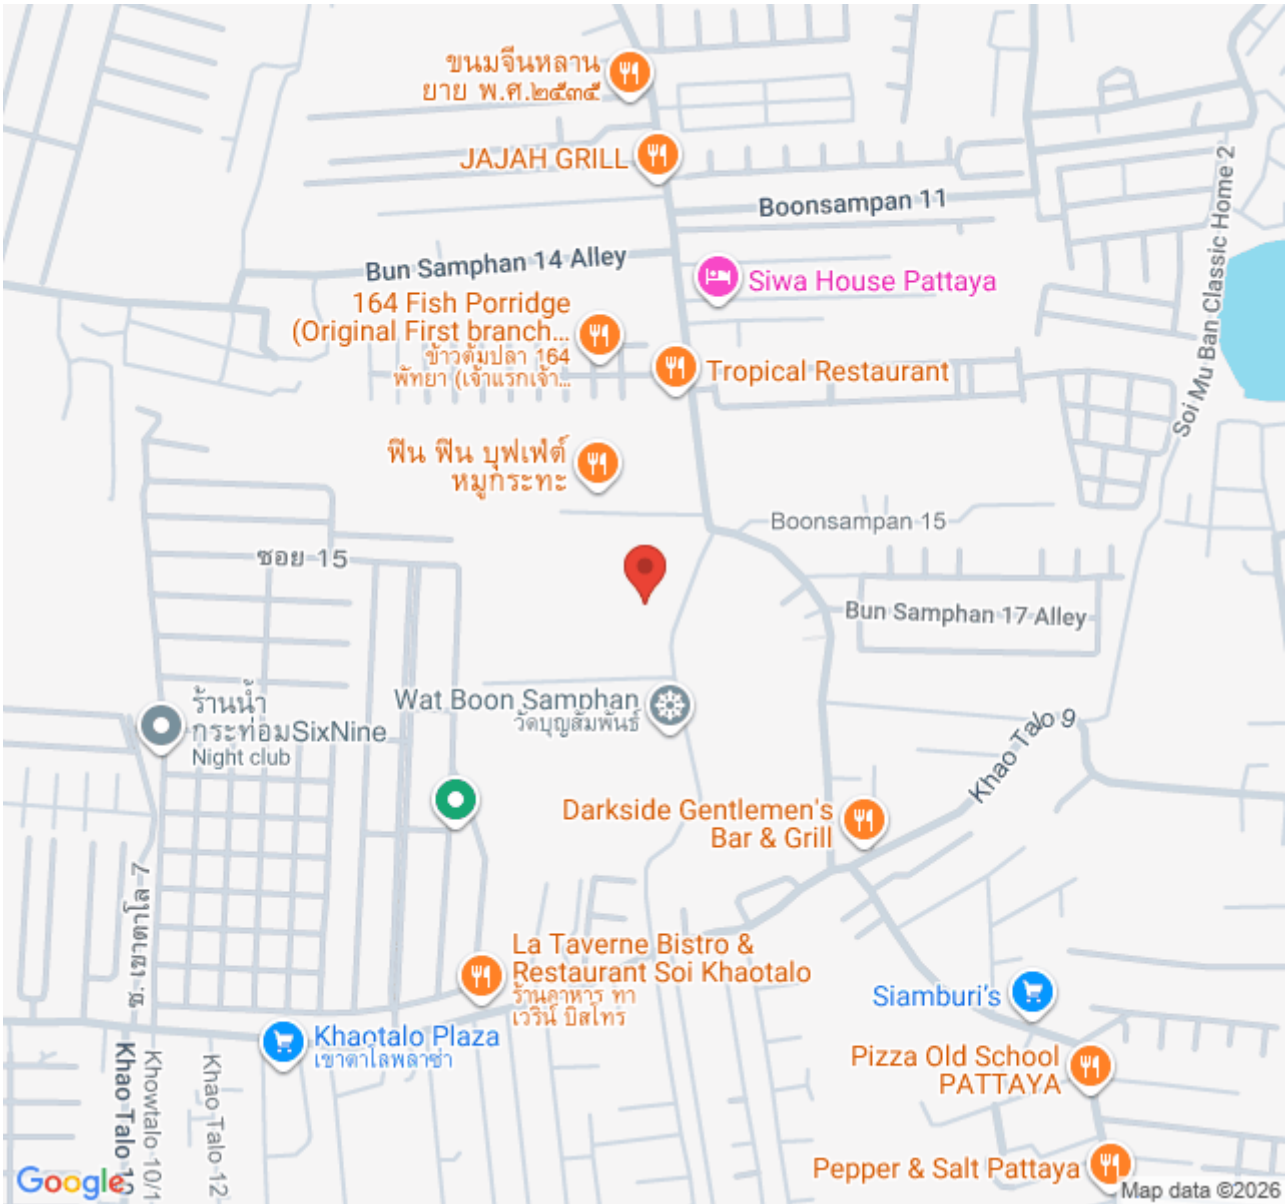 ขนมจีนหลาน
ยาย พ.ศ.๒๕๓๕
JAJAH GRILL
Boonsampan 11
Soi Mu Ban Classic Home 2
Bun Samphan 14 Alley
Siwa House Pattaya
164 Fish Porridge
(Original First branch...
ข้าวต้มปลา 164
พัทยา (เจ้าแรกเจ้า...
Tropical Restaurant
ฟิน ฟิน บุฟเฟ่ต์
หมูกระทะ
Boonsampan 15
ซอย 15
Bun Samphan 17 Alley
Wat Boon Samphan
วัดบุญสัมพันธ์
ร้านน้ำ
กระท่อมSixNine
Night club
Khao Talo 9
Darkside Gentlemen's
Bar & Grill
ซ. เขาตาโล 7
La Taverne Bistro &
Restaurant Soi Khaotalo
ร้านอาหาร ทา
เวริน์ บิสโทร
Siamburi's
Khaotalo Plaza
เขาตาโลพลาซ่า
Pizza Old School
PATTAYA
Khao Talo 10
Khowtalo 10/1
Khao Talo 12
Pepper & Salt Pattaya
Google
Map data ©2026